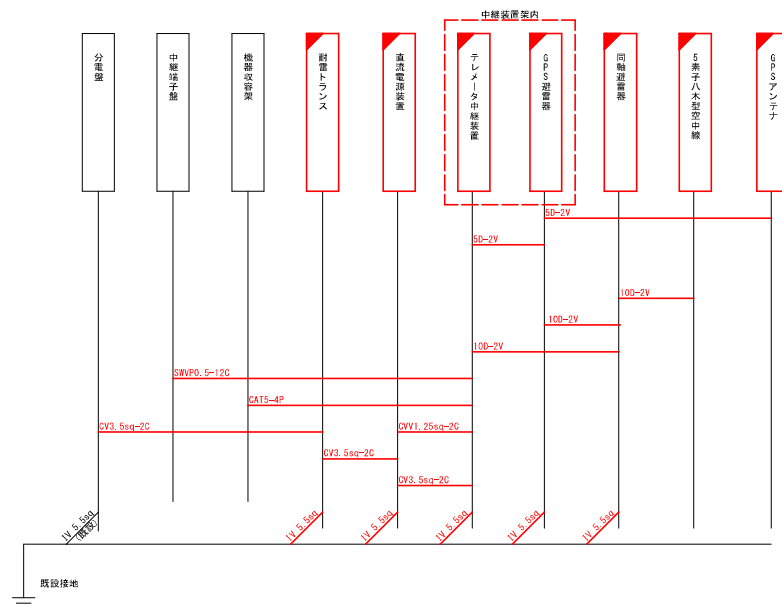 中継装置架内
分電盤
中継端子盤
機器収容架
耐雷トランス
直流電源装置
テレメータ中継装置
GPS避雷器
同軸避雷器
5素子八木型空中線
GPSアンテナ
5D-2V
5D-2V
10D-2V
10D-2V
10D-2V
SWVP0.5-12C
CAT5-4P
CV3.5sq-2C
CVV1.25sq-2C
CV3.5sq-2C
CV3.5sq-2C
IV 5.5sq
(既設)
IV 5.5sq
IV 5.5sq
IV 5.5sq
IV 5.5sq
IV 5.5sq
既設接地